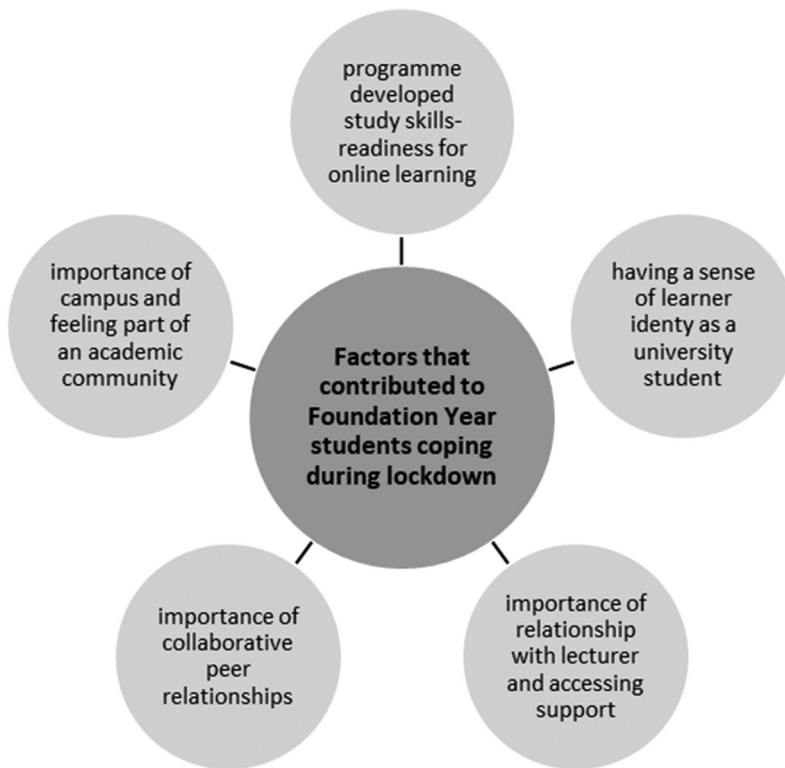 programme
developed
study skills-
readiness for
online learning
having a sense
of learner
identy as a
university
student
importance of
relationship
with lecturer
and accessing
support
importance of
collaborative
peer
relationships
importance of
campus and
feeling part of
an academic
community
Factors that
contributed to
Foundation Year
students coping
during lockdown